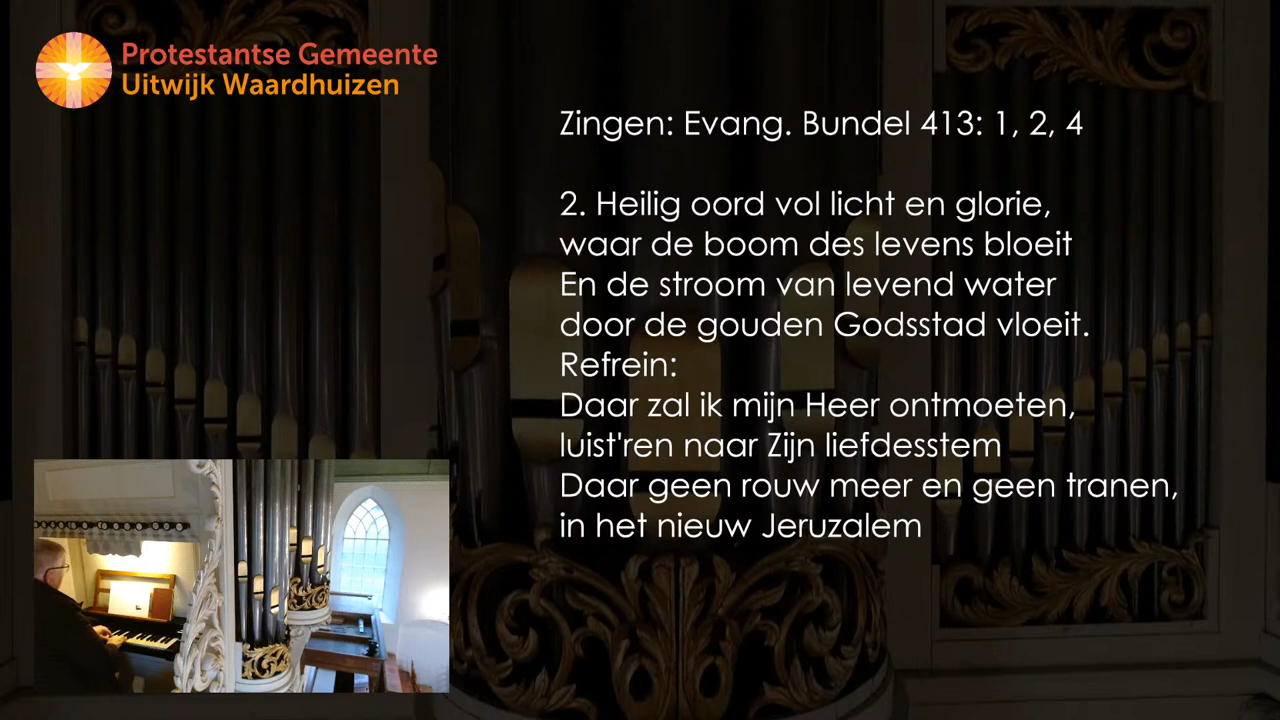 Protestantse Gemeente
Uitwijk Waardhuizen
Zingen: Evang. Bundel 413: 1, 2, 4
2. Heilig oord vol licht en glorie,
waar de boom des levens bloeit
En de stroom van levend water
door de gouden Godsstad vloeit.
Refrein:
Daar zal ik mijn Heer ontmoeten,
luist'ren naar Zijn liefdesstem
Daar geen rouw meer en geen tranen,
in het nieuw Jeruzalem